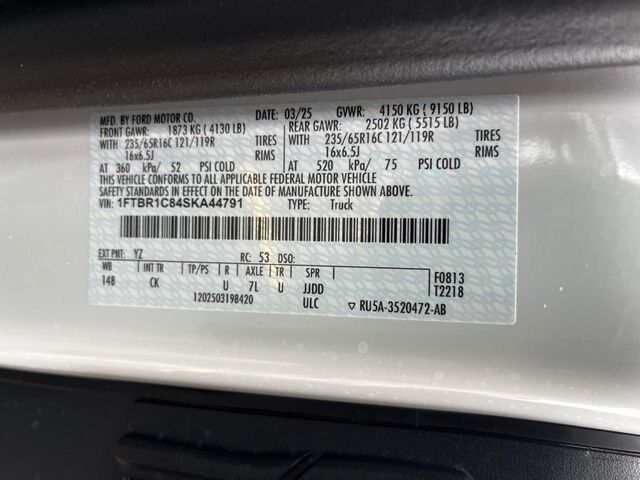 MFD. BY FORD MOTOR CO. DATE: 03/25 GVWR: 4150 KG ( 9150 LB)
FRONT GAWR: 1873 KG ( 4130 LB) REAR GAWR: 2502 KG ( 5515 LB)
WITH 235/65R16C 121/119R TIRES WITH 235/65R16C 121/119R TIRES
16x6.5J RIMS 16x6.5J RIMS
AT 360 kPa/ 52 PSI COLD AT 520 kPa/ 75 PSI COLD
THIS VEHICLE CONFORMS TO ALL APPLICABLE FEDERAL MOTOR VEHICLE
SAFETY STANDARDS IN EFFECT ON THE DATE OF MANUFACTURE SHOWN ABOVE.
VIN: 1FTBR1C84SKA44791 TYPE: Truck
EXT PNT: YZ RC: 53 DSO:
WB INT TR TP/PS R AXLE TR SPR F0813
148 CK U 7L U JJDD T2218
1202503198420 ULC RU5A-3520472-AB